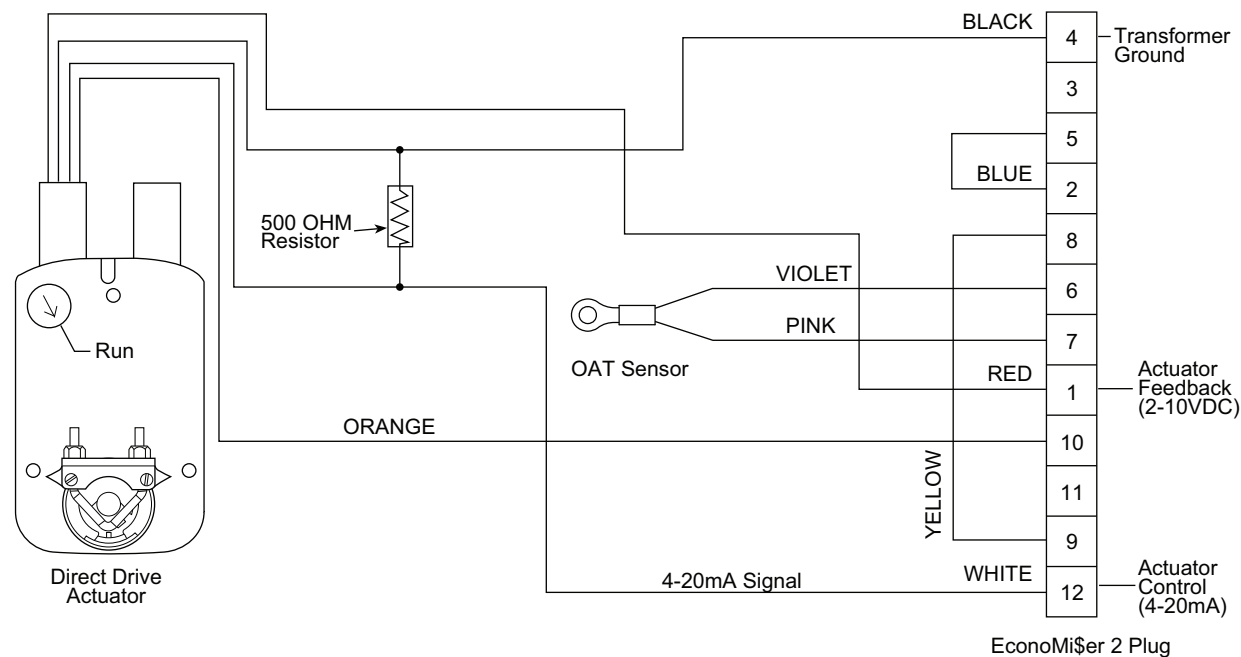 BLACK
4
Transformer
Ground
3
5
BLUE
2
8
500 OHM
Resistor
VIOLET
6
PINK
7
Run
OAT Sensor
RED
1
Actuator
Feedback
(2-10VDC)
ORANGE
10
YELLOW
11
9
Direct Drive
Actuator
4-20mA Signal
WHITE
12
Actuator
Control
(4-20mA)
EconoMi$er 2 Plug